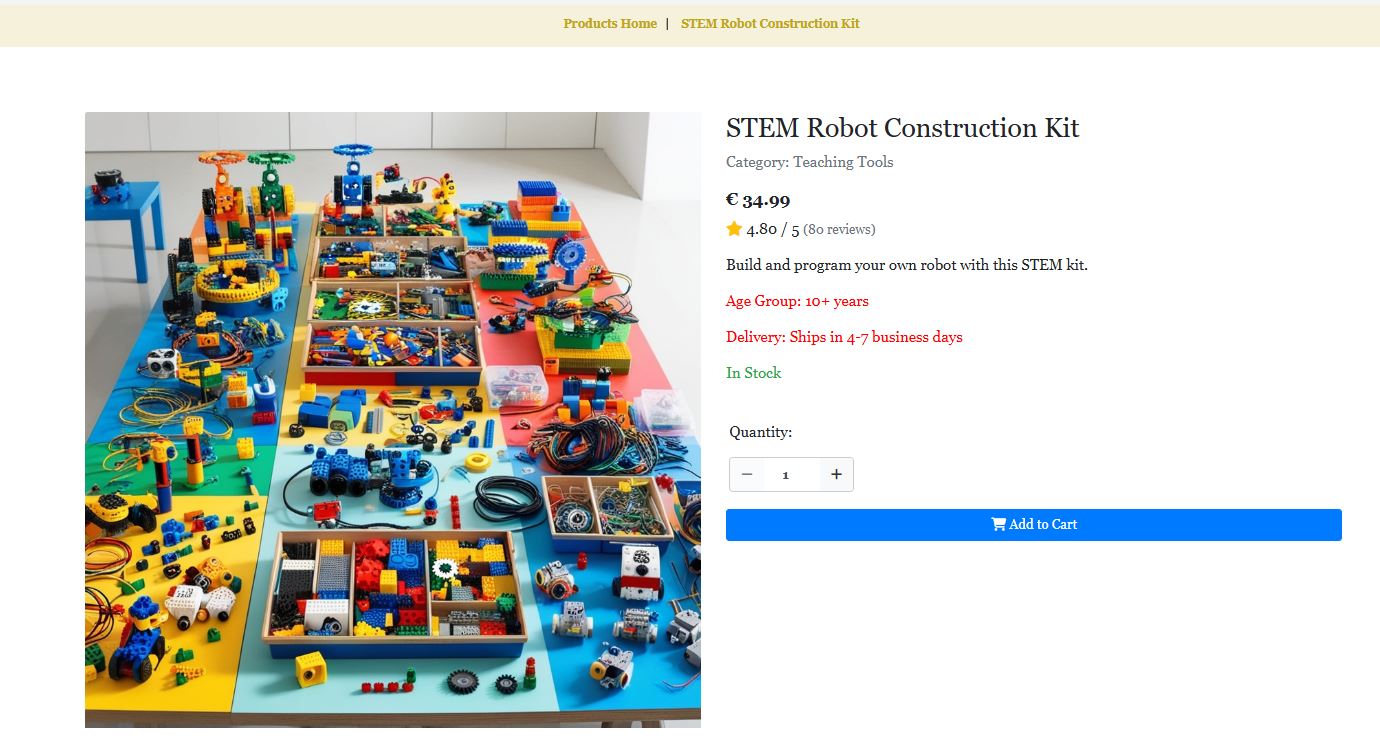 Products Home | STEM Robot Construction Kit
STEM Robot Construction Kit
Category: Teaching Tools
€ 34.99
4.80 / 5 (80 reviews)
Build and program your own robot with this STEM kit.
Age Group: 10+ years
Delivery: Ships in 4-7 business days
In Stock
Quantity:
− 1 +
Add to Cart